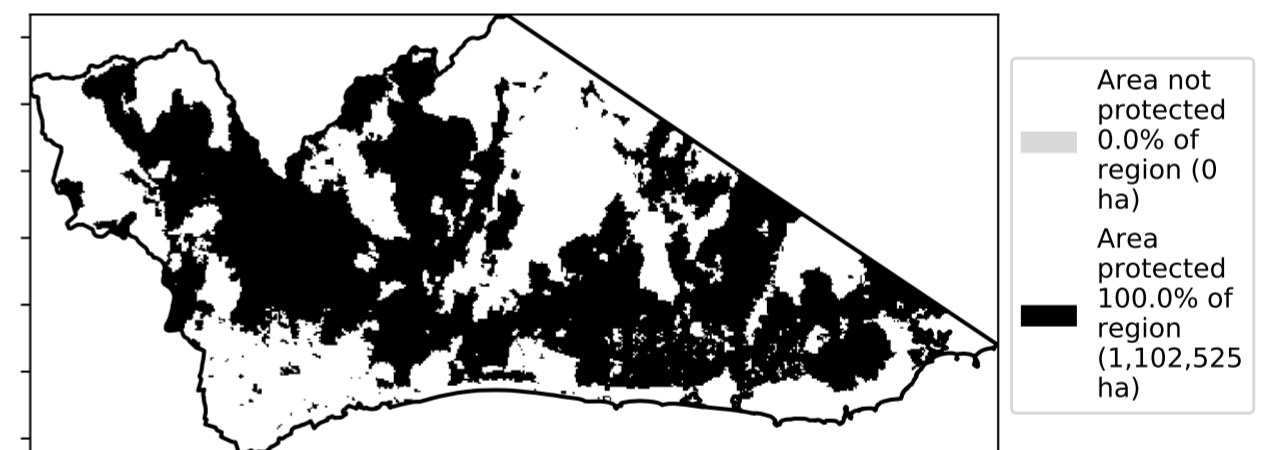 Area not
protected
0.0% of
region (0
ha)
Area
protected
100.0% of
region
(1,102,525
ha)